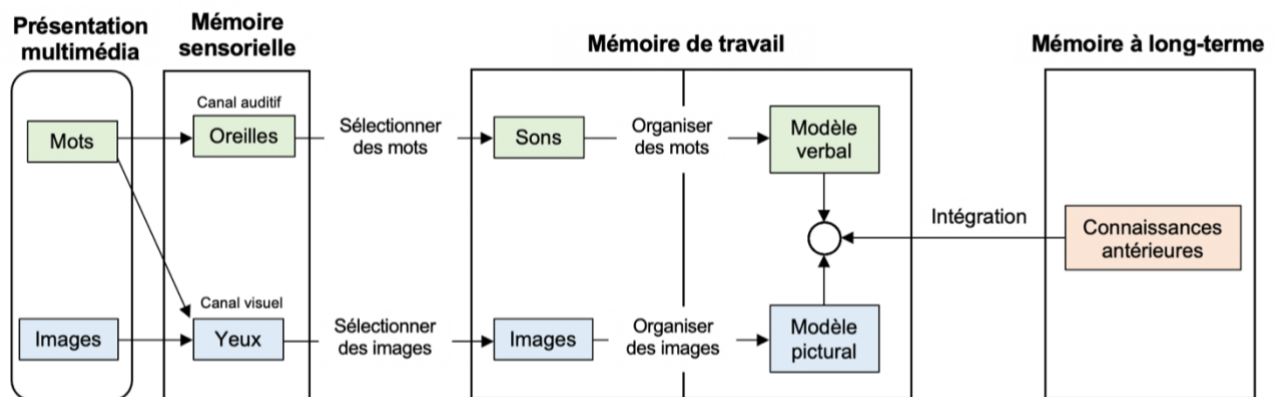 Présentation
multimédia
Mémoire
sensorielle
Mémoire de travail
Mémoire à long-terme
Mots
Canal auditif
Oreilles
Sélectionner
des mots
Sons
Organiser
des mots
Modèle
verbal
Intégration
Connaissances
antérieures
Images
Canal visuel
Yeux
Sélectionner
des images
Images
Organiser
des images
Modèle
pictural